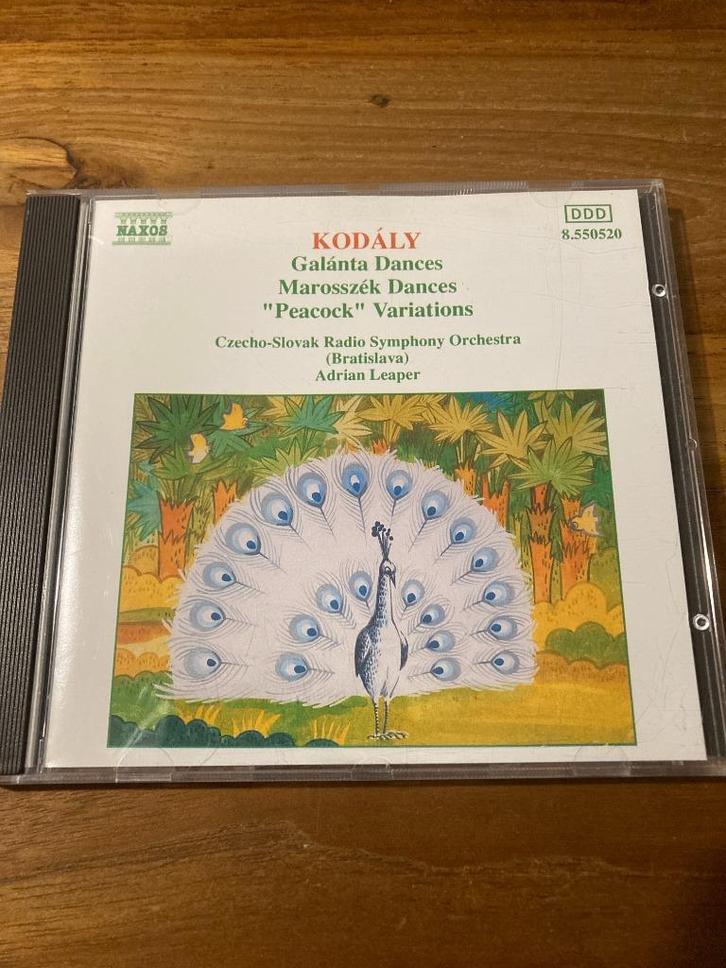 NAXOS
DDD
8.550520
KODÁLY
Galánta Dances
Marosszék Dances
"Peacock" Variations
Czecho-Slovak Radio Symphony Orchestra
(Bratislava)
Adrian Leaper